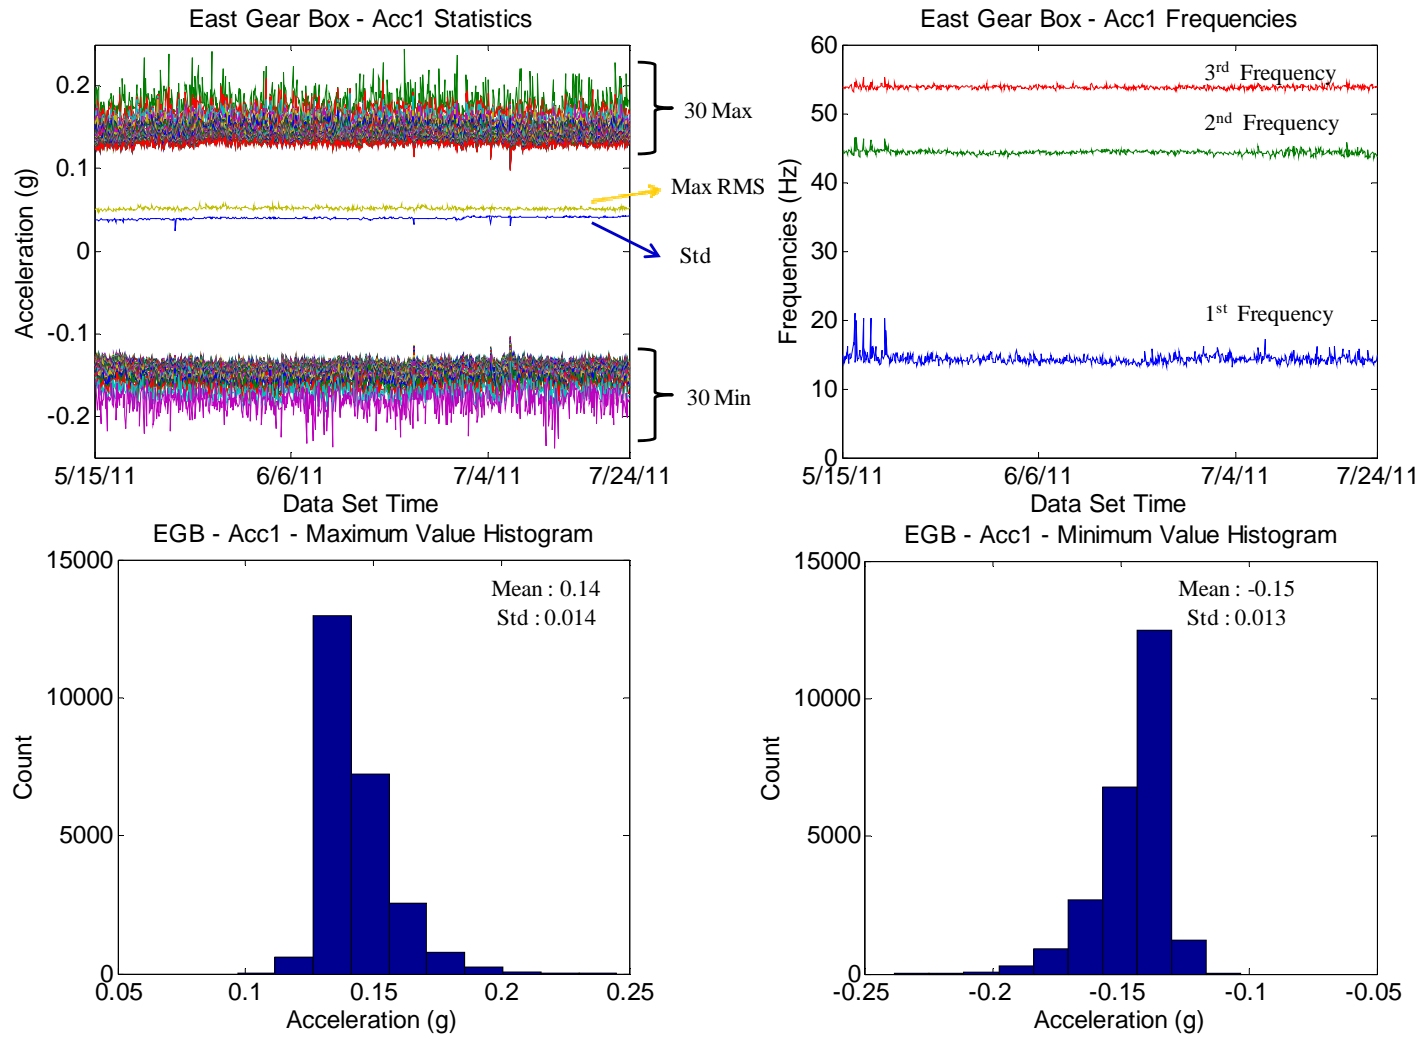 East Gear Box - Acc1 Statistics
Acceleration (g)
0.2
0.1
0
-0.1
-0.2
30 Max
Max RMS
Std
30 Min
5/15/11 6/6/11 7/4/11 7/24/11
Data Set Time
East Gear Box - Acc1 Frequencies
Frequencies (Hz)
60
50
40
30
20
10
0
3rd Frequency
2nd Frequency
1st Frequency
5/15/11 6/6/11 7/4/11 7/24/11
Data Set Time
EGB - Acc1 - Maximum Value Histogram
Count
15000
10000
5000
0
Mean : 0.14
Std : 0.014
0.05 0.1 0.15 0.2 0.25
Acceleration (g)
EGB - Acc1 - Minimum Value Histogram
Count
15000
10000
5000
0
Mean : -0.15
Std : 0.013
-0.25 -0.2 -0.15 -0.1 -0.05
Acceleration (g)